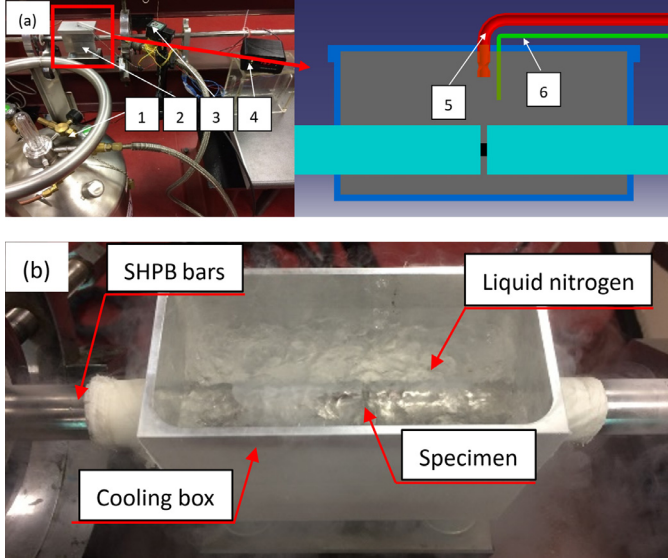 (a)
1
2
3
4
5
6
(b)
SHPB bars
Liquid nitrogen
Specimen
Cooling box